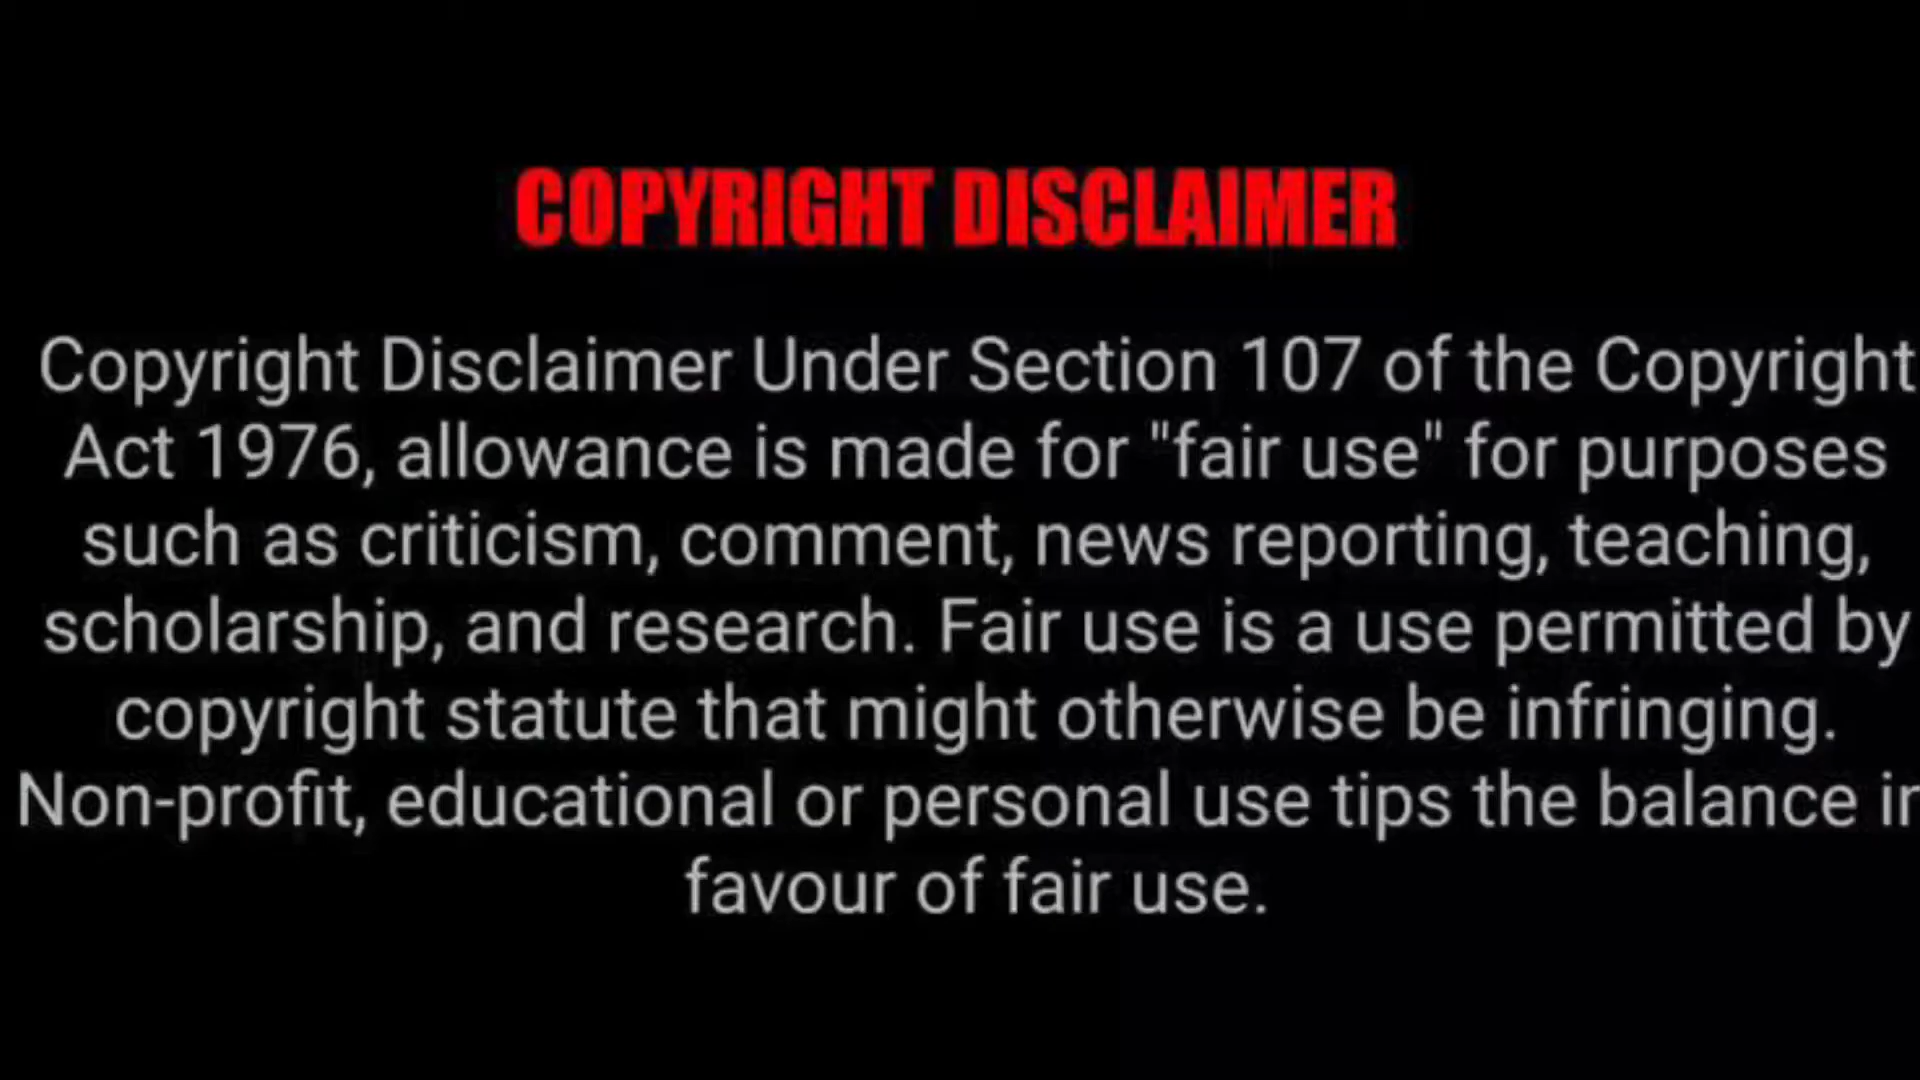 COPYRIGHT DISCLAIMER
Copyright Disclaimer Under Section 107 of the Copyright
Act 1976, allowance is made for "fair use" for purposes
such as criticism, comment, news reporting, teaching,
scholarship, and research. Fair use is a use permitted by
copyright statute that might otherwise be infringing.
Non-profit, educational or personal use tips the balance in
favour of fair use.